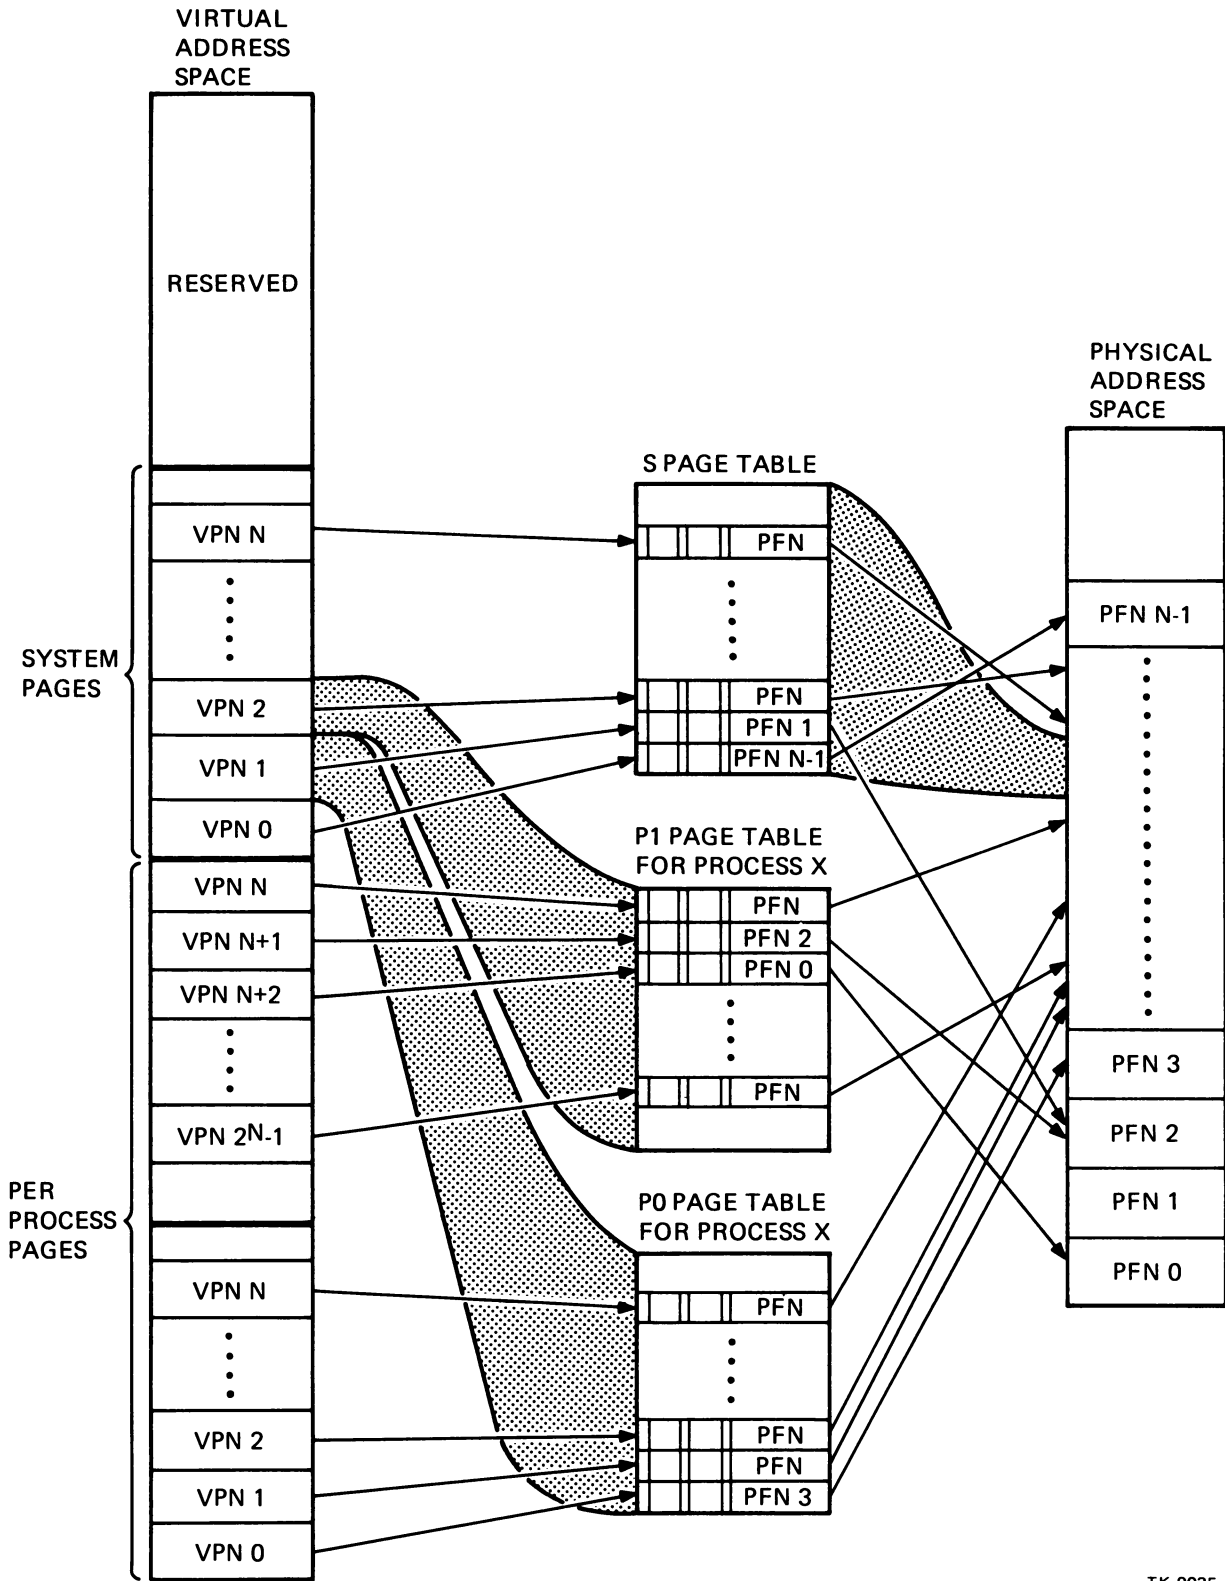 VIRTUAL
ADDRESS
SPACE
RESERVED
SYSTEM
PAGES
VPN N
VPN 2
VPN 1
VPN 0
PER
PROCESS
PAGES
VPN N
VPN N+1
VPN N+2
VPN 2N-1
VPN N
VPN 2
VPN 1
VPN 0
S PAGE TABLE
PFN
PFN
PFN 1
PFN N-1
P1 PAGE TABLE
FOR PROCESS X
PFN
PFN 2
PFN 0
PFN
P0 PAGE TABLE
FOR PROCESS X
PFN
PFN
PFN
PFN 3
PHYSICAL
ADDRESS
SPACE
PFN N-1
PFN 3
PFN 2
PFN 1
PFN 0